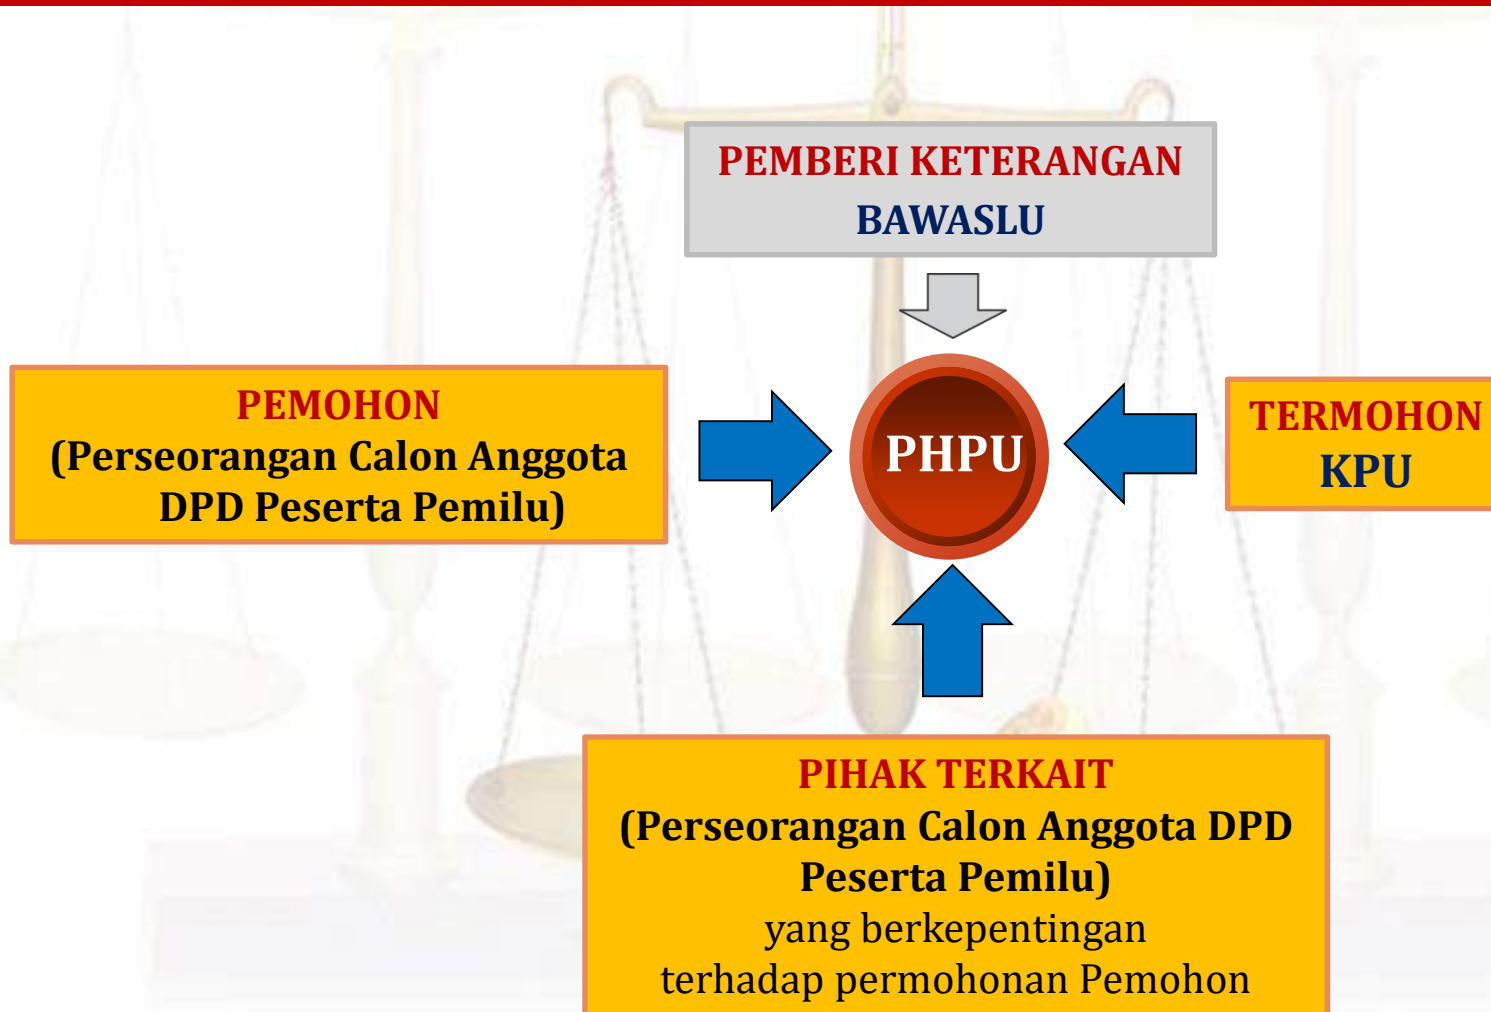 PEMBERI KETERANGAN
BAWASLU
PEMOHON
(Perseorangan Calon Anggota
DPD Peserta Pemilu)
PHPU
TERMOHON
KPU
PIHAK TERKAIT
(Perseorangan Calon Anggota DPD
Peserta Pemilu)
yang berkepentingan
terhadap permohonan Pemohon